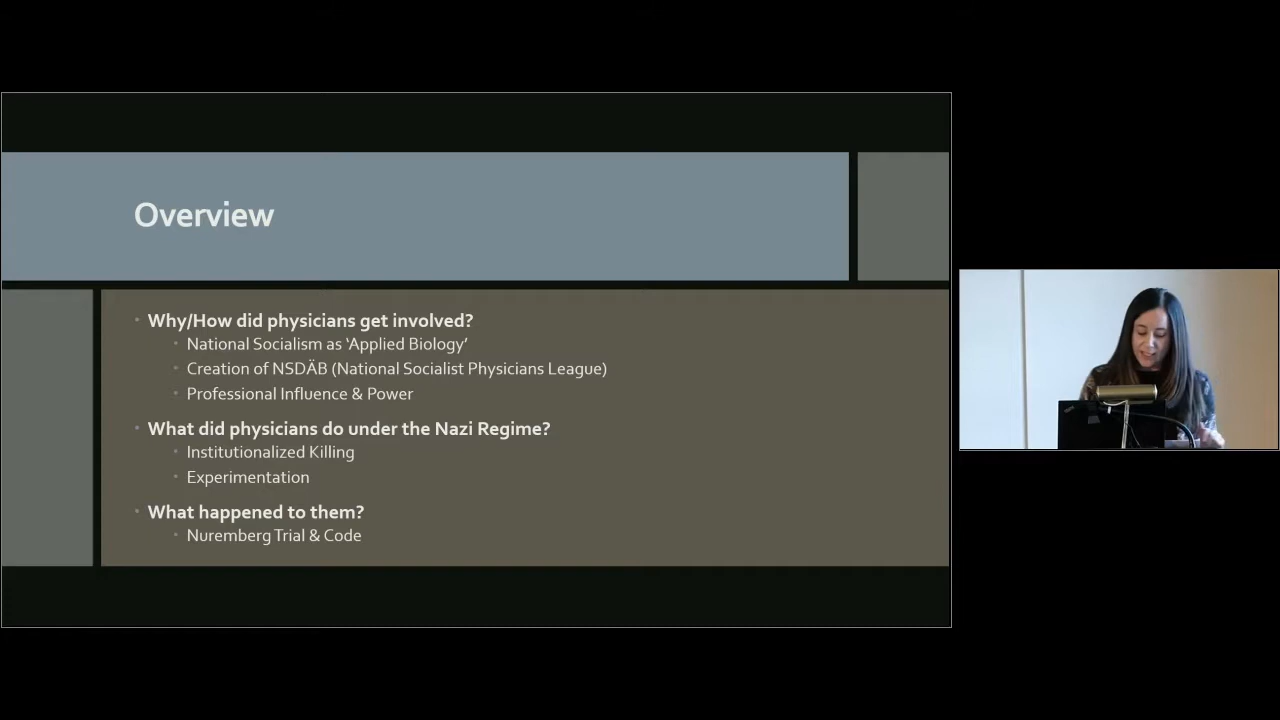 Overview
Why/How did physicians get involved?
National Socialism as ‘Applied Biology’
Creation of NSDÄB (National Socialist Physicians League)
Professional Influence & Power
What did physicians do under the Nazi Regime?
Institutionalized Killing
Experimentation
What happened to them?
Nuremberg Trial & Code